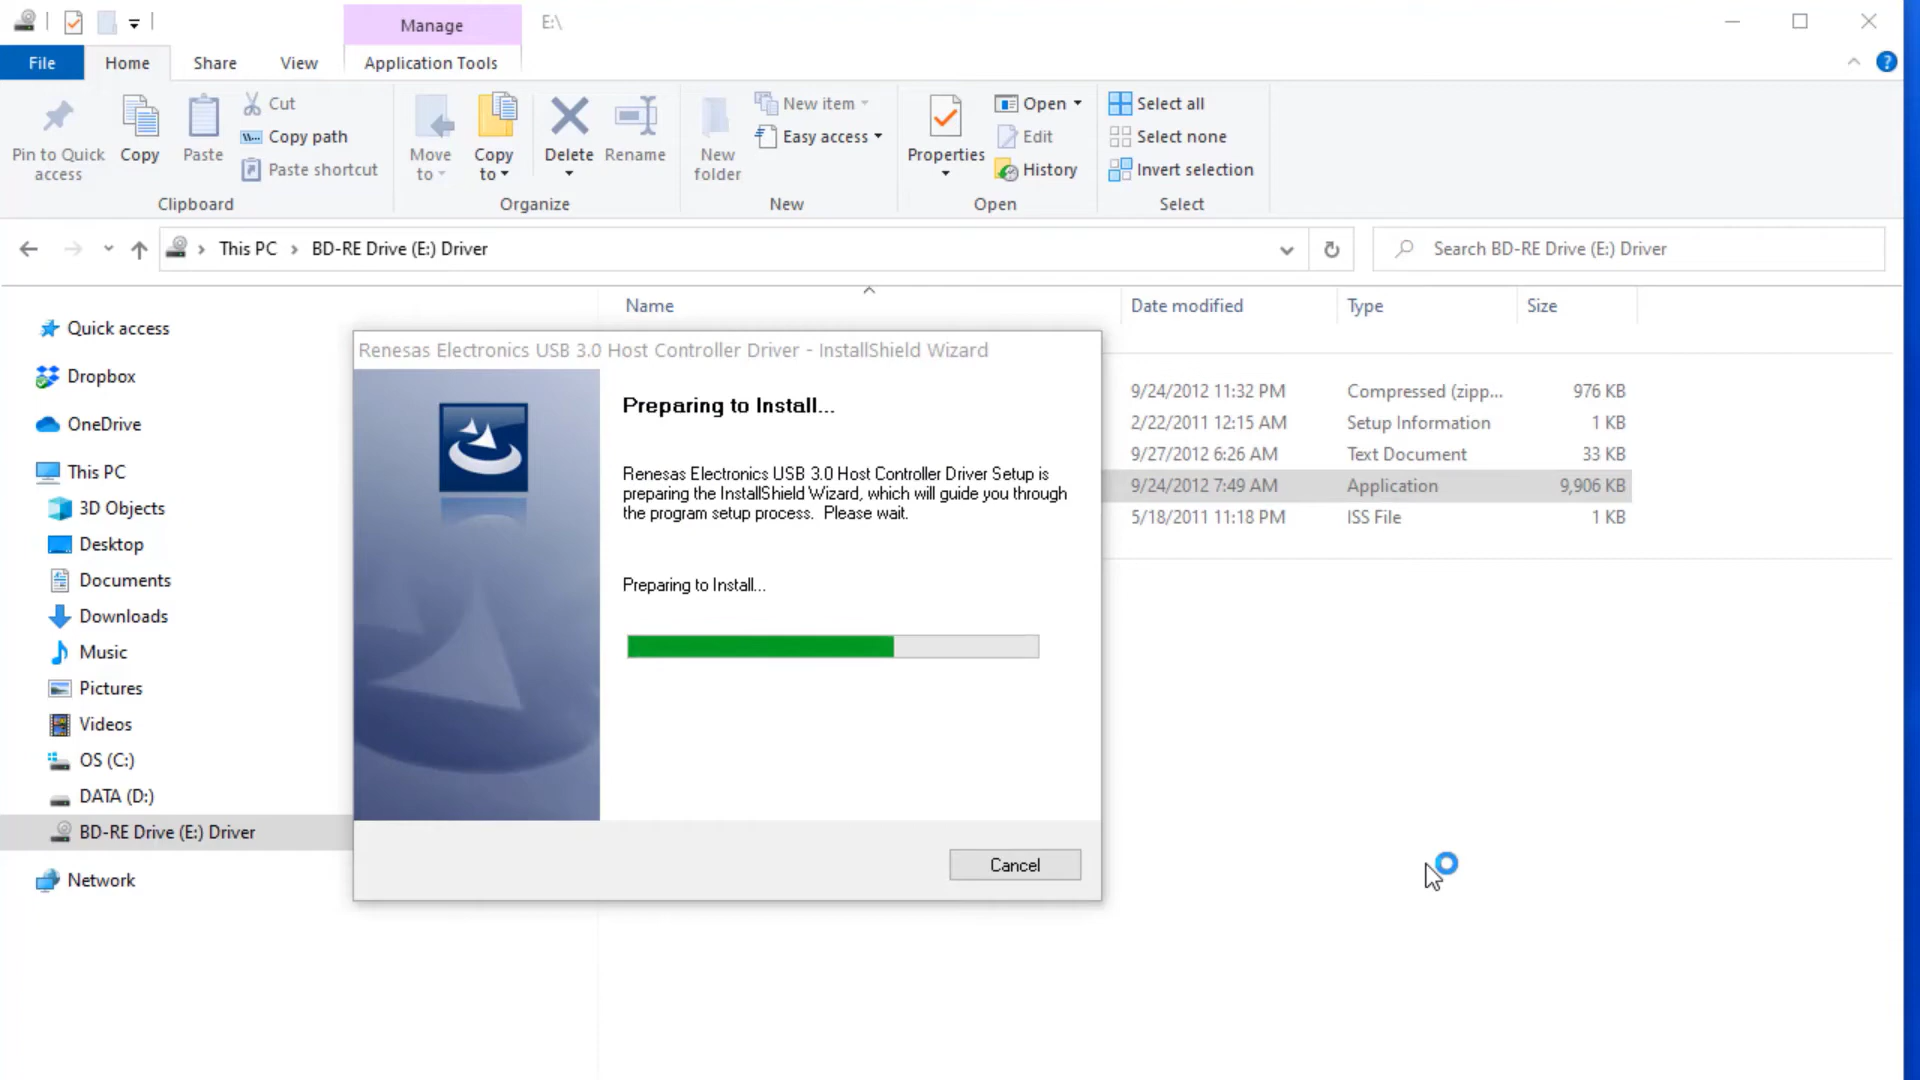 Manage
E:\
File
Home
Share
View
Application Tools
Pin to Quick access
Copy
Paste
Cut
Copy path
Paste shortcut
Clipboard
Move to
Copy to
Delete
Rename
Organize
New folder
New item
Easy access
New
Properties
Open
Edit
History
Open
Select all
Select none
Invert selection
Select
This PC
BD-RE Drive (E:) Driver
Search BD-RE Drive (E:) Driver
Name
Date modified
Type
Size
Quick access
Dropbox
OneDrive
This PC
3D Objects
Desktop
Documents
Downloads
Music
Pictures
Videos
OS (C:)
DATA (D:)
BD-RE Drive (E:) Driver
Network
9/24/2012 11:32 PM Compressed (zipp... 976 KB
2/22/2011 12:15 AM Setup Information 1 KB
9/27/2012 6:26 AM Text Document 33 KB
9/24/2012 7:49 AM Application 9,906 KB
5/18/2011 11:18 PM ISS File 1 KB
Renesas Electronics USB 3.0 Host Controller Driver - InstallShield Wizard
Preparing to Install...
Renesas Electronics USB 3.0 Host Controller Driver Setup is
preparing the InstallShield Wizard, which will guide you through
the program setup process. Please wait.
Preparing to Install...
Cancel